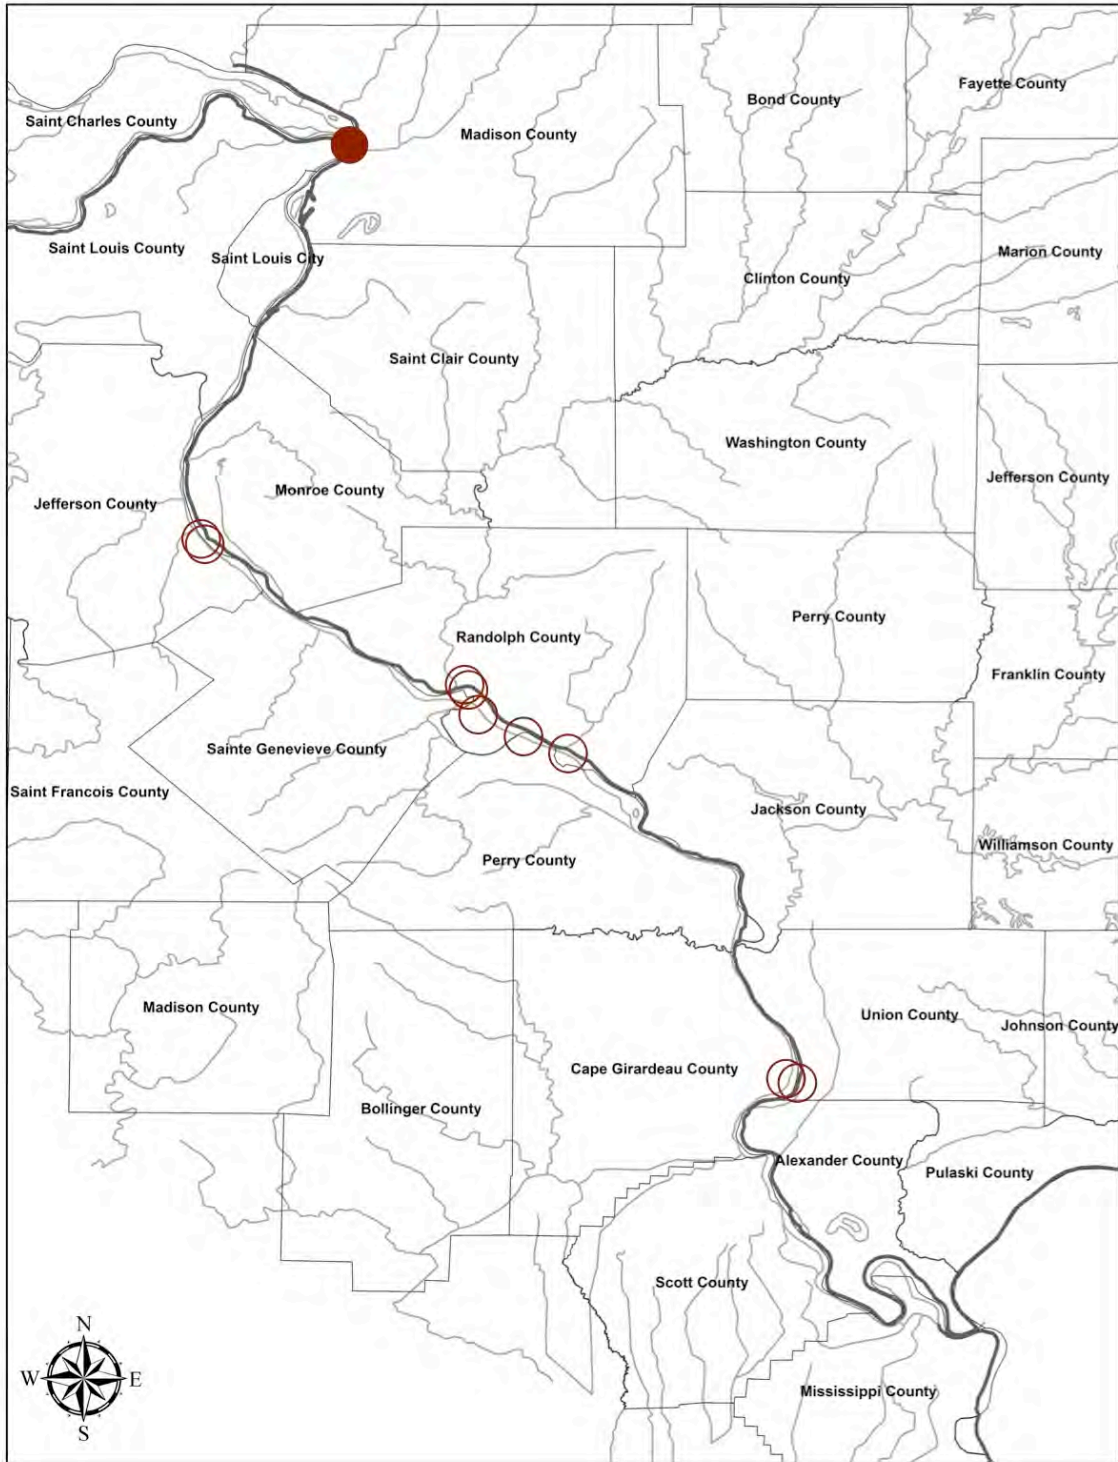 Fayette County
Bond County
Saint Charles County
Madison County
Saint Louis County
Saint Louis City
Marion County
Clinton County
Saint Clair County
Washington County
Jefferson County
Monroe County
Jefferson County
Perry County
Randolph County
Franklin County
Sainte Genevieve County
Saint Francois County
Jackson County
Williamson County
Perry County
Madison County
Union County
Johnson County
Cape Girardeau County
Bollinger County
Alexander County
Pulaski County
Scott County
Mississippi County
N
W E
S